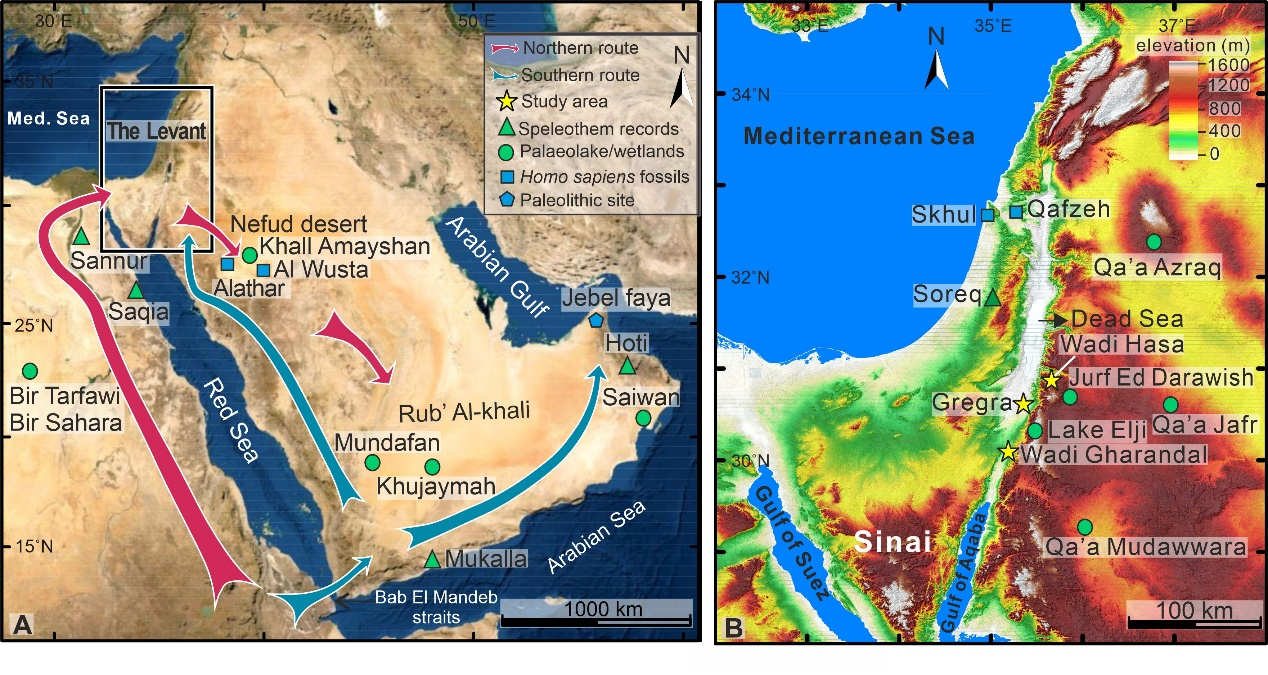 30°E
50°E
35°N
Northern route
Southern route
Study area
Speleothem records
Palaeolake/wetlands
Homo sapiens fossils
Paleolithic site
N
Med. Sea
The Levant
Nefud desert
Khall Amayshan
Al Wusta
Alathar
Sannur
Saqia
Arabian Gulf
Jebel faya
Hoti
Saiwan
25°N
Bir Tarfawi
Bir Sahara
Red Sea
Rub' Al-khali
Mundafan
Khujaymah
Arabian Sea
15°N
Mukalla
Bab El Mandeb
straits
1000 km
A
33°E
35°E
37°E
N
elevation (m)
1600
1200
800
400
0
34°N
Mediterranean Sea
Skhul
Qafzeh
Qa'a Azraq
32°N
Soreq
Dead Sea
Wadi Hasa
Jurf Ed Darawish
Gregra
Qa'a Jafr
Lake Elji
30°N
Wadi Gharandal
Gulf of Suez
Sinai
Gulf of Aqaba
Qa'a Mudawwara
100 km
B